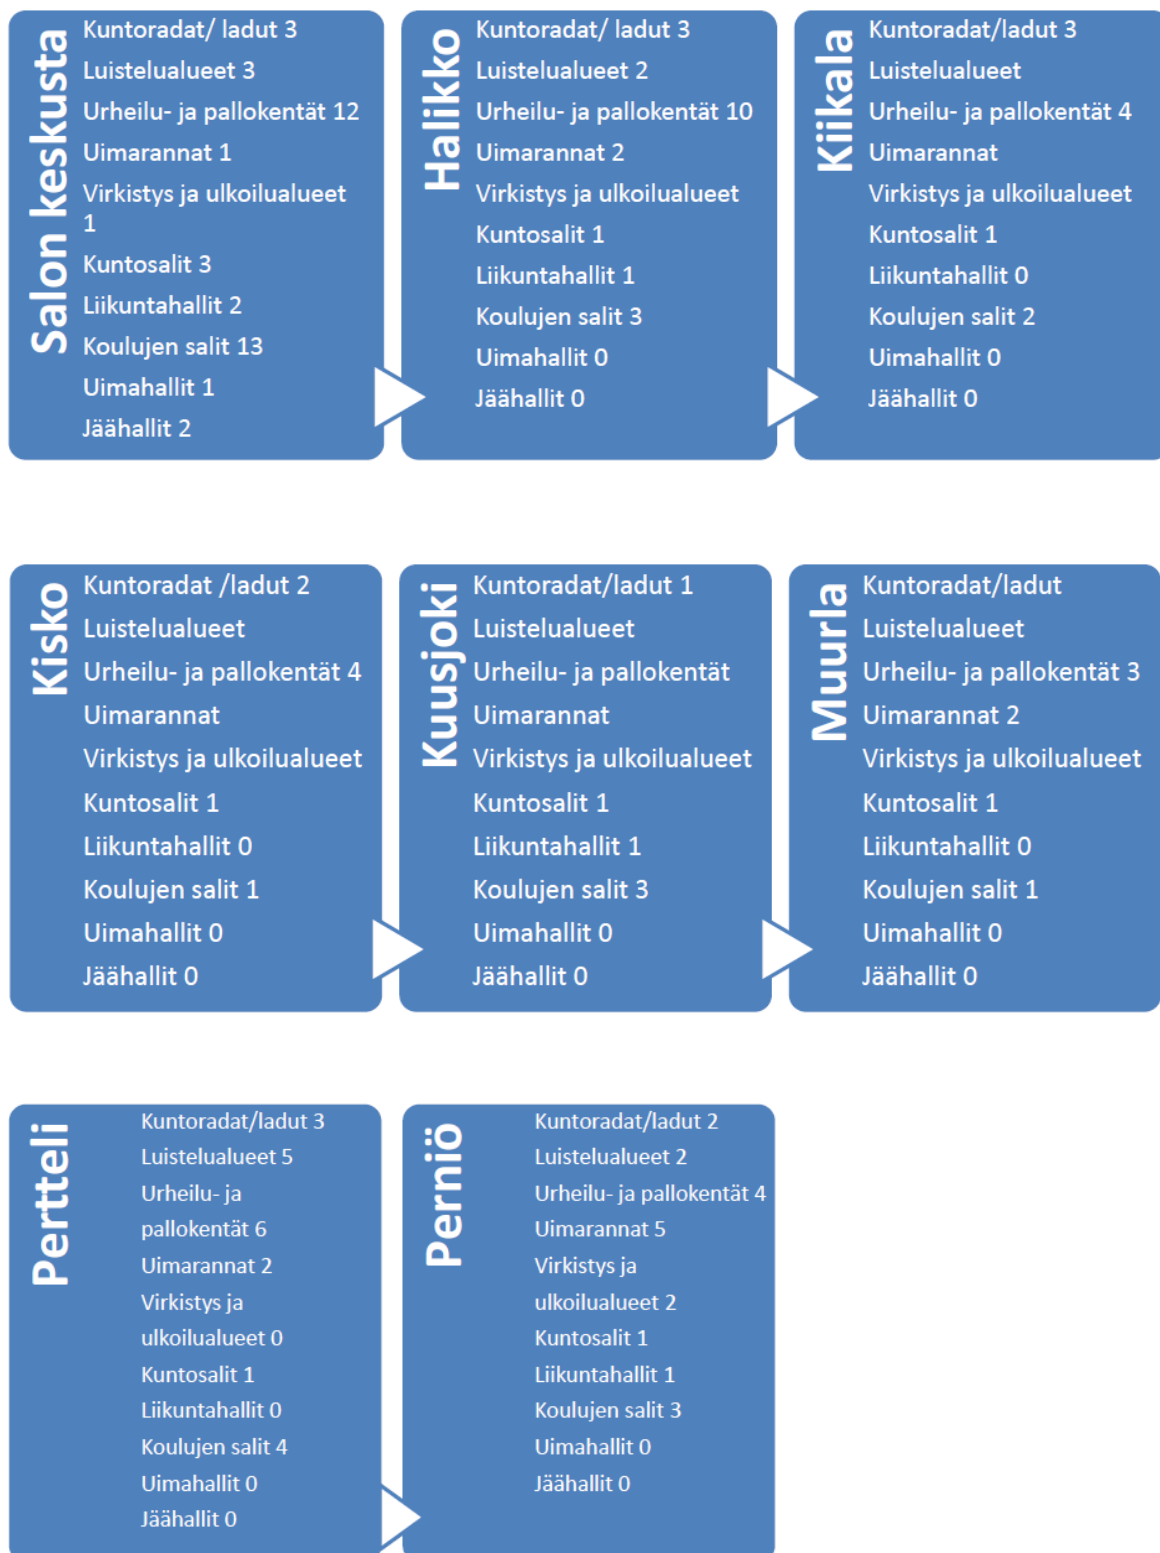 Salon keskusta
Kuntoradat/ ladut 3
Luistelualueet 3
Urheilu- ja pallokentät 12
Uimarannat 1
Virkistys ja ulkoilualueet
1
Kuntosalit 3
Liikuntahallit 2
Koulujen salit 13
Uimahallit 1
Jäähallit 2
Halikko
Kuntoradat/ ladut 3
Luistelualueet 2
Urheilu- ja pallokentät 10
Uimarannat 2
Virkistys ja ulkoilualueet
Kuntosalit 1
Liikuntahallit 1
Koulujen salit 3
Uimahallit 0
Jäähallit 0
Kiikala
Kuntoradat/ladut 3
Luistelualueet
Urheilu- ja pallokentät 4
Uimarannat
Virkistys ja ulkoilualueet
Kuntosalit 1
Liikuntahallit 0
Koulujen salit 2
Uimahallit 0
Jäähallit 0
Kisko
Kuntoradat /ladut 2
Luistelualueet
Urheilu- ja pallokentät 4
Uimarannat
Virkistys ja ulkoilualueet
Kuntosalit 1
Liikuntahallit 0
Koulujen salit 1
Uimahallit 0
Jäähallit 0
Kuusjoki
Kuntoradat/ladut 1
Luistelualueet
Urheilu- ja pallokentät
Uimarannat
Virkistys ja ulkoilualueet
Kuntosalit 1
Liikuntahallit 1
Koulujen salit 3
Uimahallit 0
Jäähallit 0
Muurla
Kuntoradat/ladut
Luistelualueet
Urheilu- ja pallokentät 3
Uimarannat 2
Virkistys ja ulkoilualueet
Kuntosalit 1
Liikuntahallit 0
Koulujen salit 1
Uimahallit 0
Jäähallit 0
Pertteli
Kuntoradat/ladut 3
Luistelualueet 5
Urheilu- ja
pallokentät 6
Uimarannat 2
Virkistys ja
ulkoilualueet 0
Kuntosalit 1
Liikuntahallit 0
Koulujen salit 4
Uimahallit 0
Jäähallit 0
Perniö
Kuntoradat/ladut 2
Luistelualueet 2
Urheilu- ja pallokentät 4
Uimarannat 5
Virkistys ja
ulkoilualueet 2
Kuntosalit 1
Liikuntahallit 1
Koulujen salit 3
Uimahallit 0
Jäähallit 0